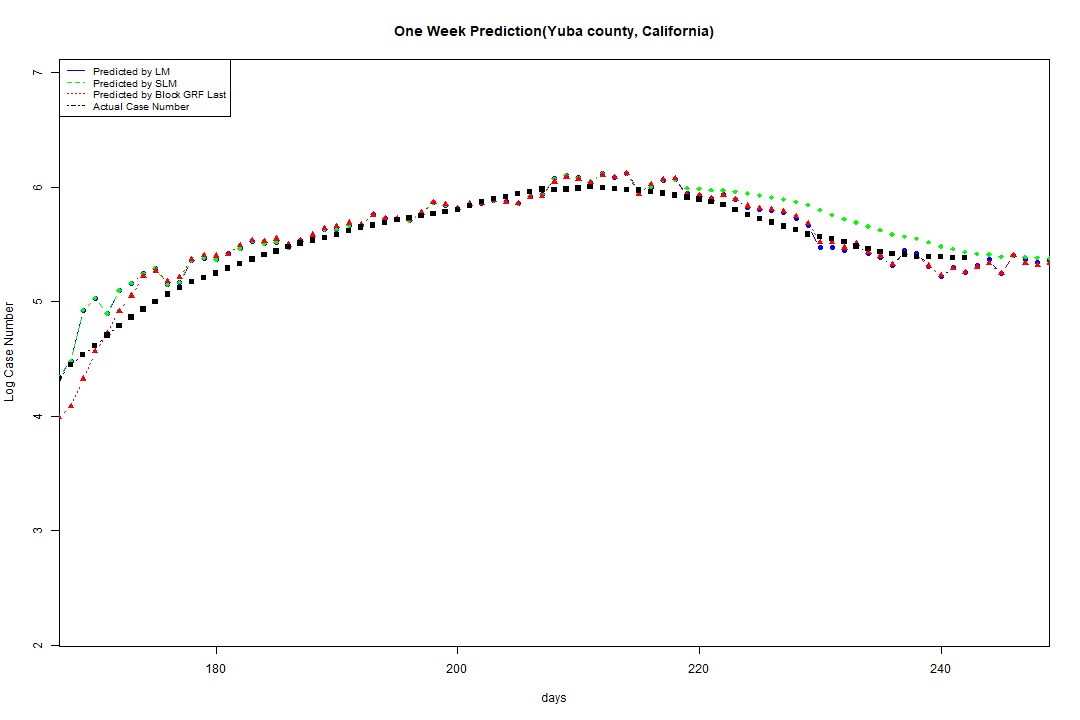 One Week Prediction(Yuba county, California)
Predicted by LM
Predicted by SLM
Predicted by Block GRF Last
Actual Case Number
7
6
5
4
3
2
Log Case Number
180
200
220
240
days